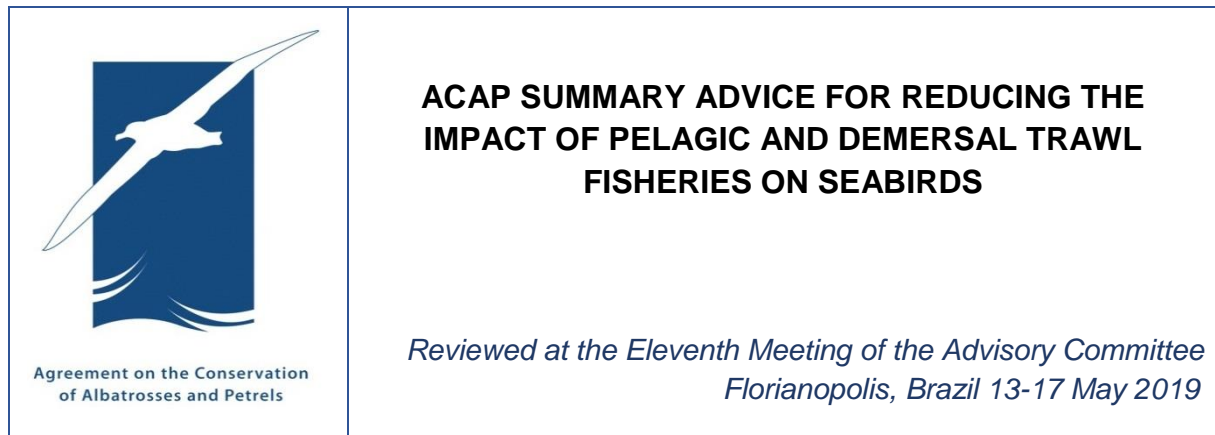 Agreement on the Conservation
of Albatrosses and Petrels
ACAP SUMMARY ADVICE FOR REDUCING THE
IMPACT OF PELAGIC AND DEMERSAL TRAWL
FISHERIES ON SEABIRDS
Reviewed at the Eleventh Meeting of the Advisory Committee
Florianopolis, Brazil 13-17 May 2019